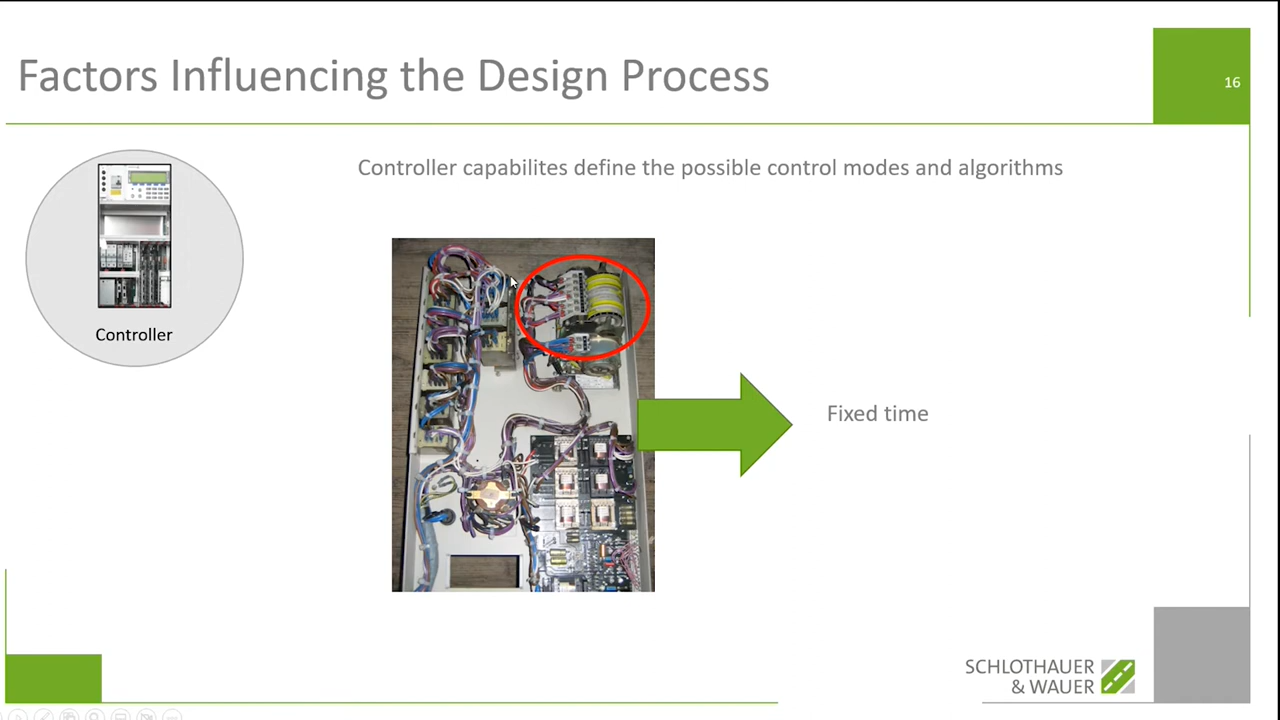 Factors Influencing the Design Process
16
Controller capabilites define the possible control modes and algorithms
Controller
Fixed time
SCHLOTHAUER
& WAUER